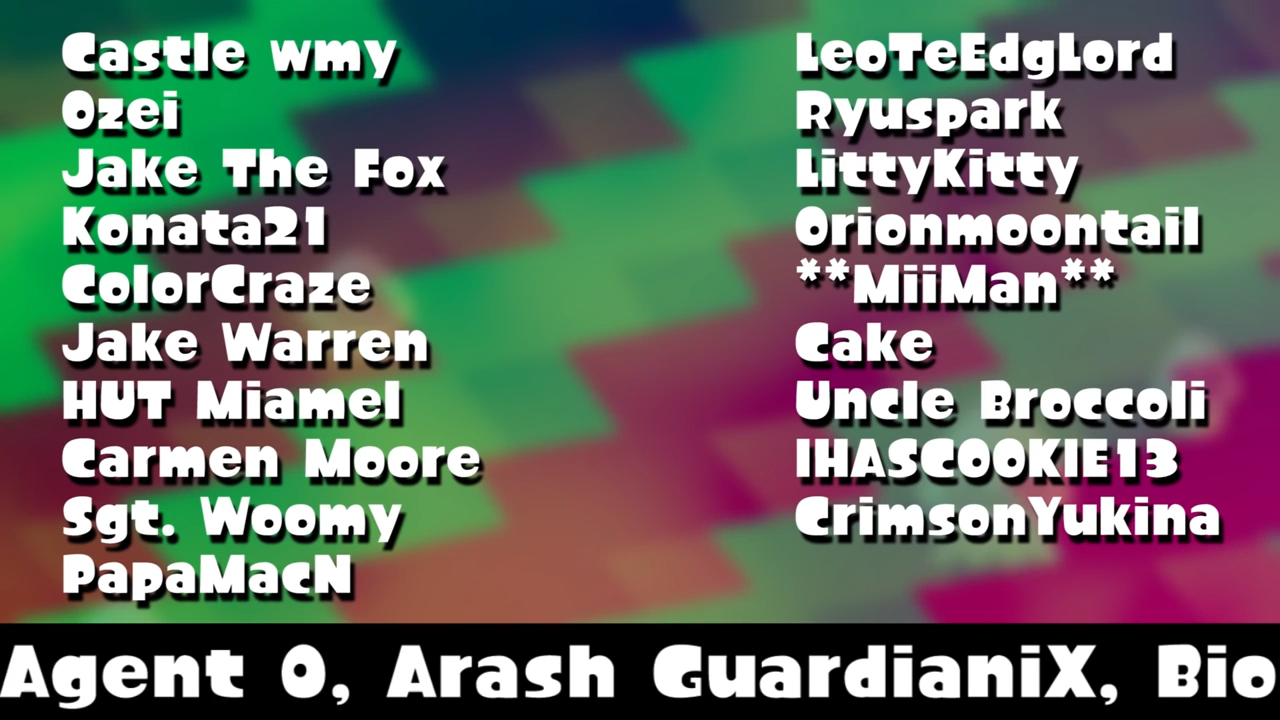 Castle wmy
Ozei
Jake The Fox
Konata21
ColorCraze
Jake Warren
HUT Miamel
Carmen Moore
Sgt. Woomy
PapaMacN
LeoTeEdgLord
Ryuspark
LittyKitty
Orionmoontail
**MiiMan**
Cake
Uncle Broccoli
IHASCOOKIE13
CrimsonYukina
Agent 0, Arash GuardianiX, Bio